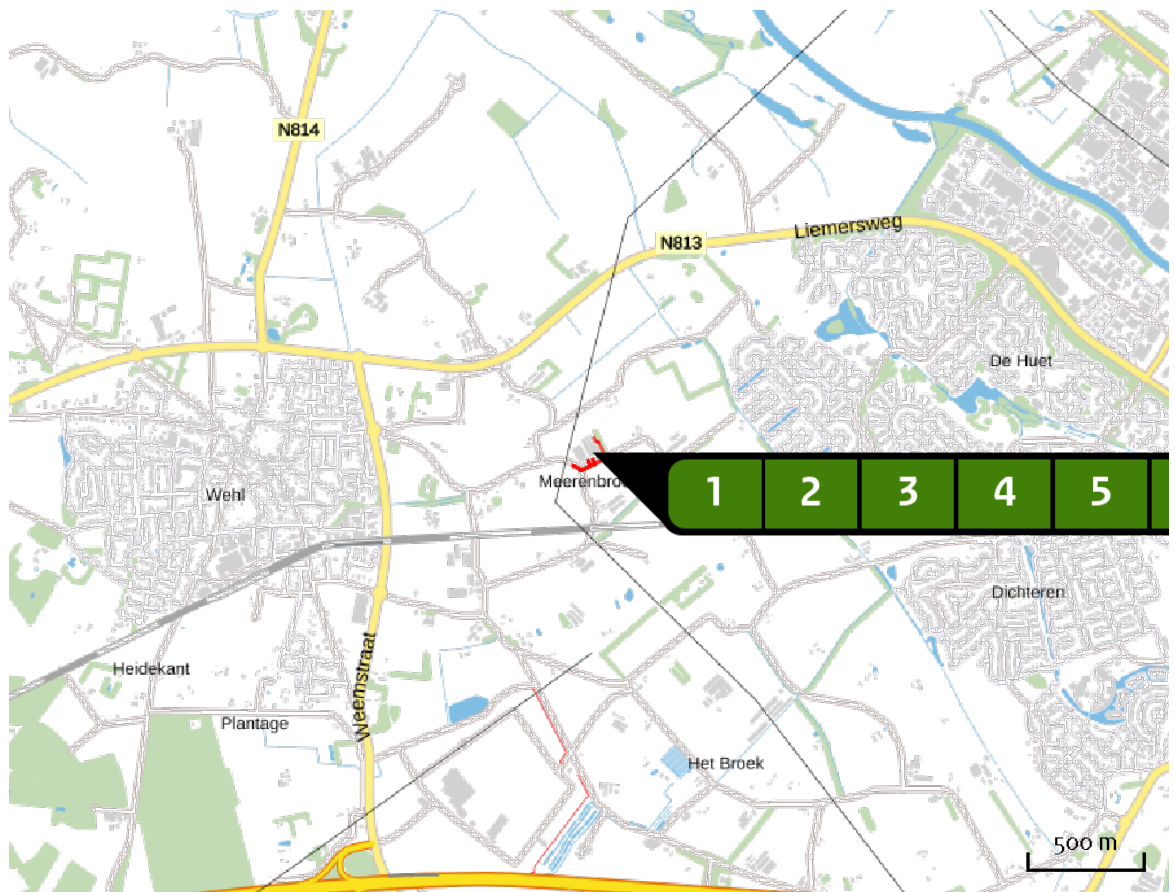 N814
Liemersweg
N813
De Huet
Wehl
1 2 3 4 5
Dichteren
Heidekant
Weemstraat
Plantage
Het Broek
500 m